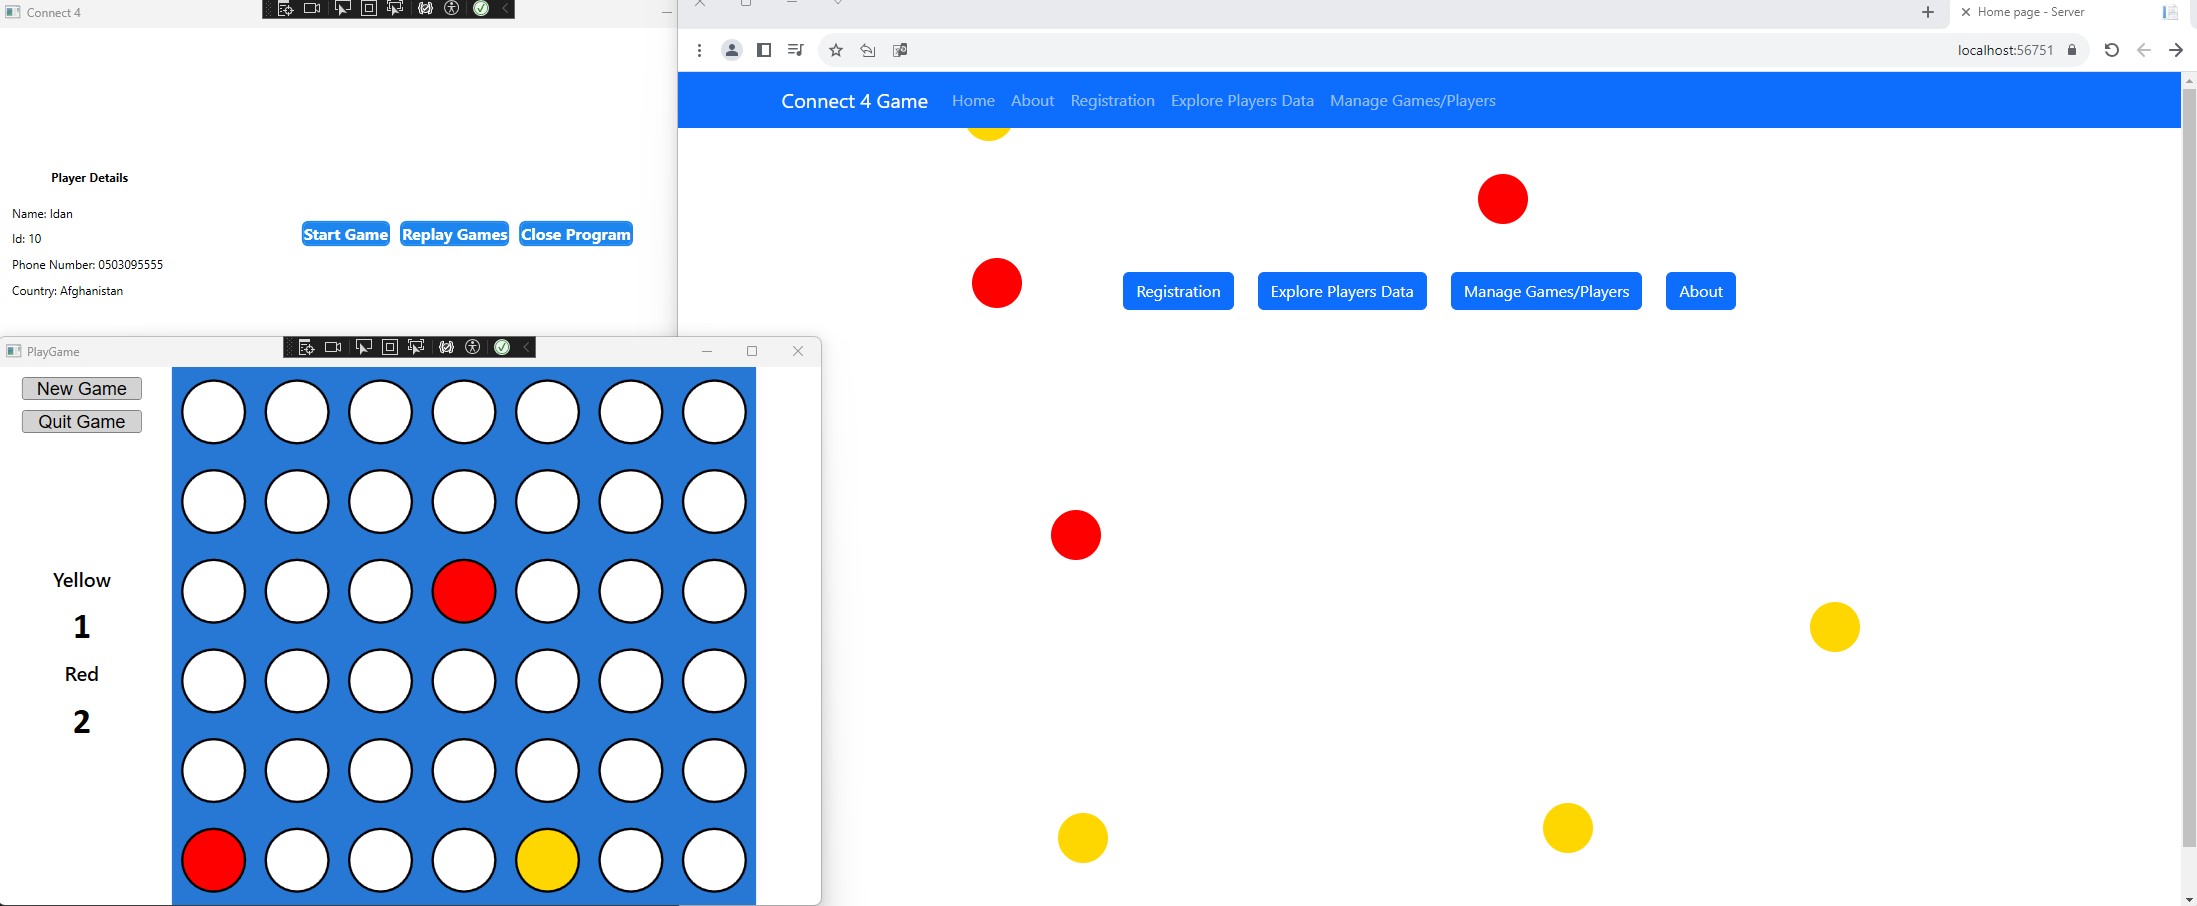 Connect 4
Player Details
Name: Idan
Id: 10
Phone Number: 0503095555
Country: Afghanistan
Start Game Replay Games Close Program
PlayGame
New Game
Quit Game
Yellow
1
Red
2
Home page - Server
localhost:56751
Connect 4 Game Home About Registration Explore Players Data Manage Games/Players
Registration Explore Players Data Manage Games/Players About